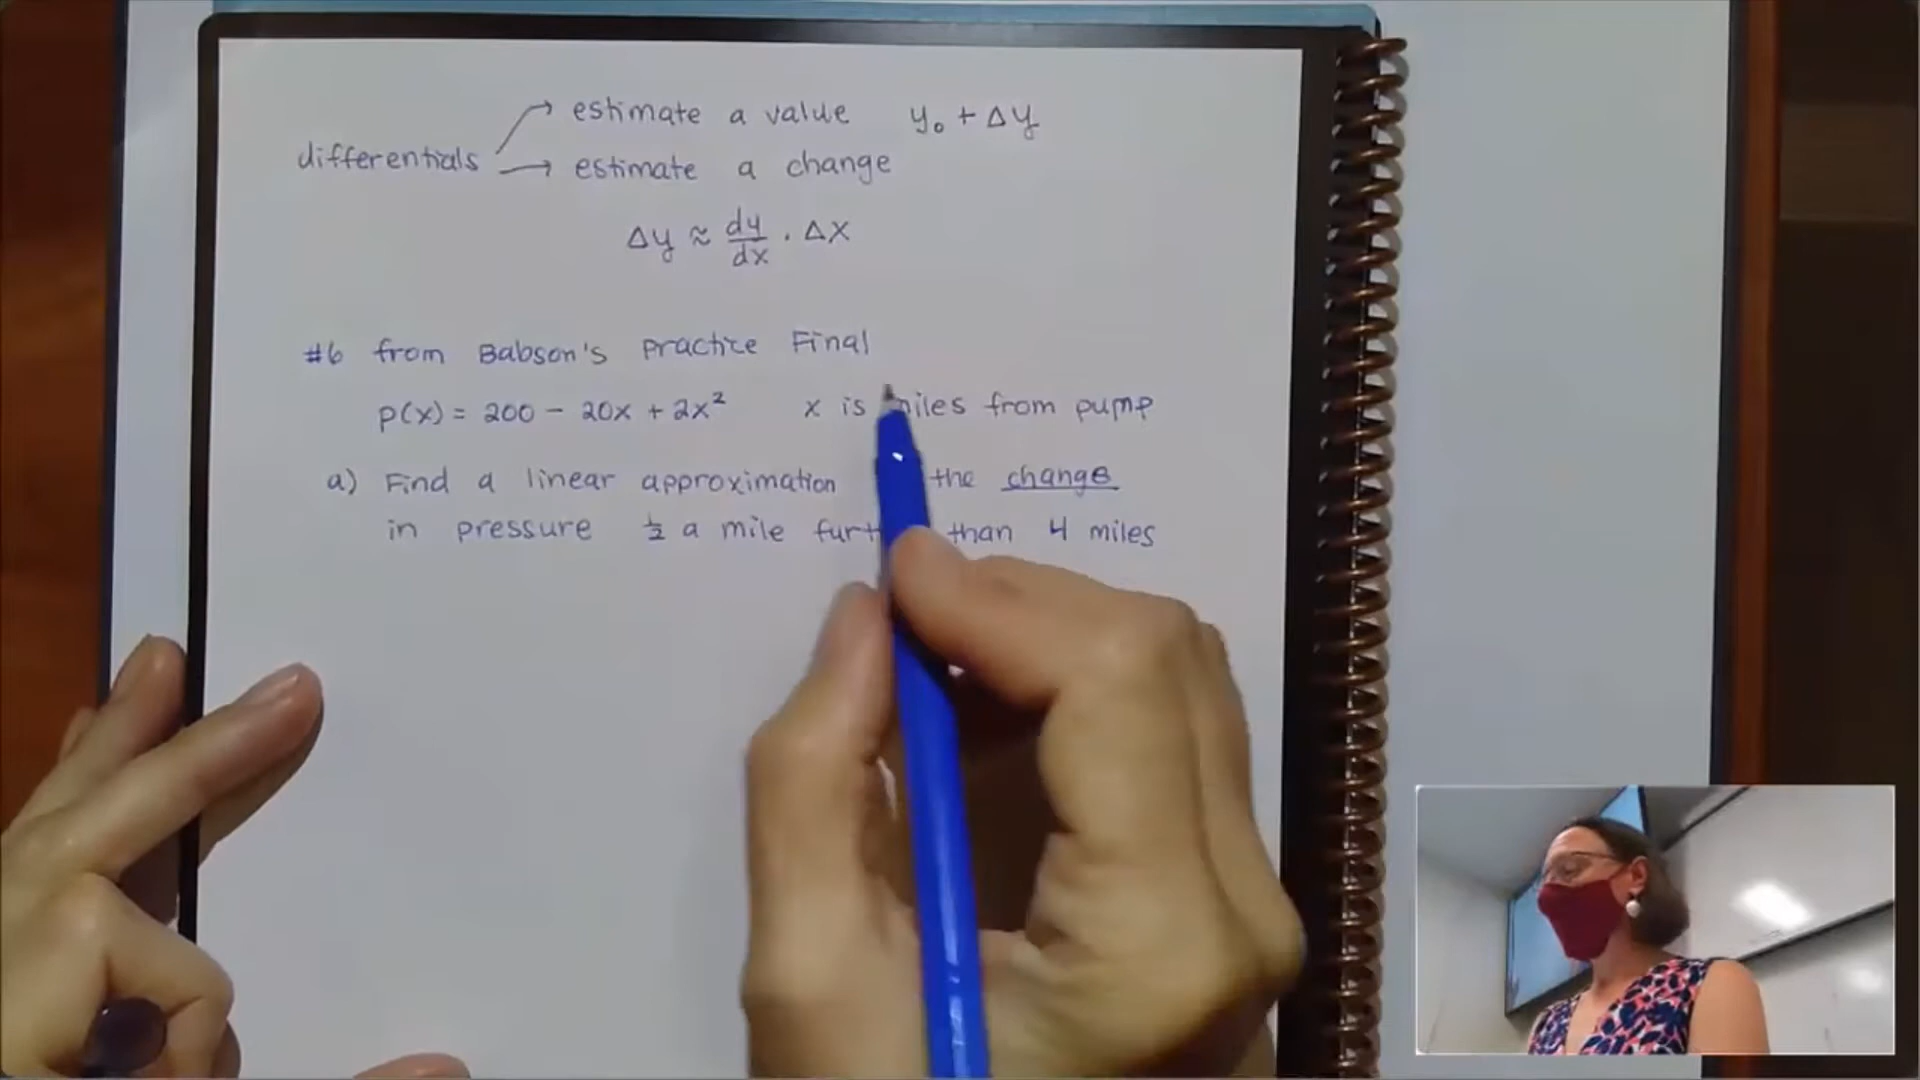 estimate a value y₀ + Δy
differentials
estimate a change
Δy ≈ dy/dx · Δx
#6 from Babson's Practice Final
p(x) = 200 - 20x + 2x² x is miles from pump
a) Find a linear approximation the change
in pressure ½ a mile than 4 miles